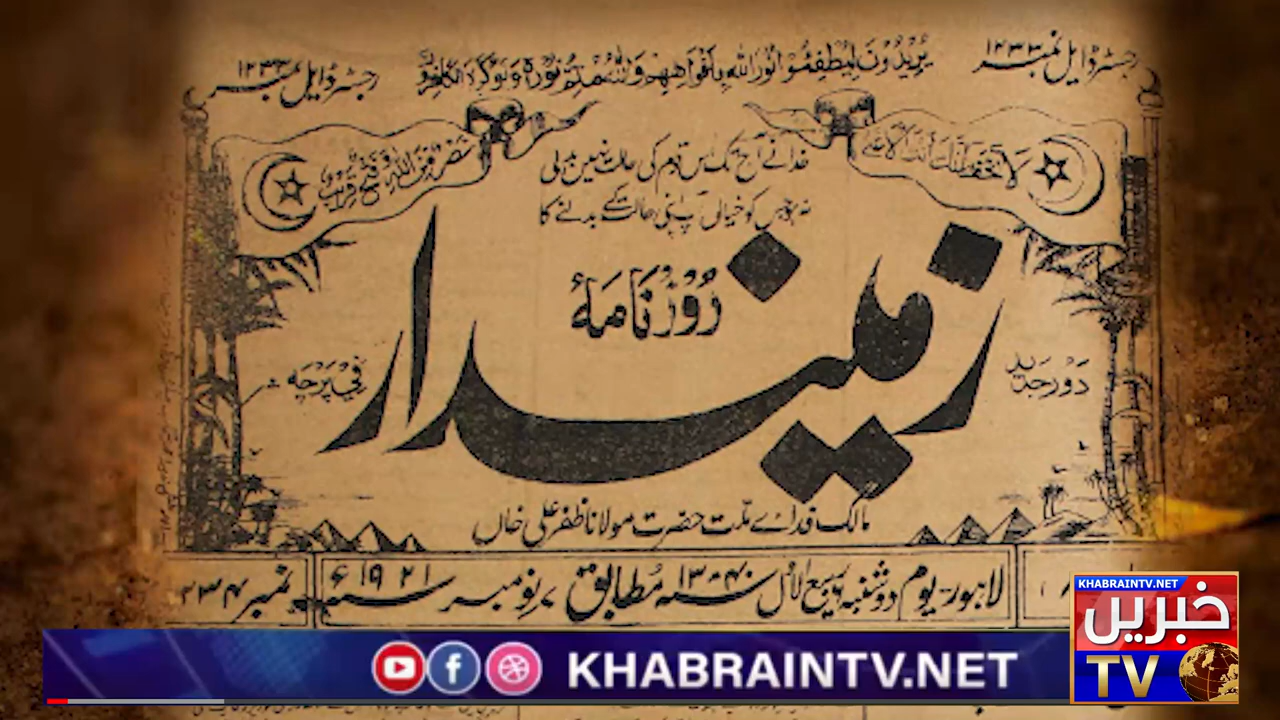 رجسٹرڈ ایل نمبر ۱۲۳۳
یُرِیْدُوْنَ لِیُطْفِئُوْا نُوْرَ اللّٰهِ بِاَفْوَاهِهِمْ وَاللّٰهُ مُتِمُّ نُوْرِهٖ وَلَوْ كَرِهَ الْكٰفِرُوْنَ
رجسٹرڈ ایل نمبر ۱۲۳۳
لَا تَخَفْ اِنَّكَ اَنْتَ الْاَعْلٰی
نَصْرٌ مِّنَ اللّٰهِ وَ فَتْحٌ قَرِیْبٌ
خدا نے آج تک اس قوم کی حالت نہیں بدلی
نہ ہو جس کو خیال آپ اپنی حالت کے بدلنے کا
روزنامہ
زمیندار
دور جدید
فی پرچہ
مالک فدائے ملت حضرت مولانا ظفر علی خاں
لاہور - یوم دوشنبہ ربیع الاول ۱۳۴۰ھ مطابق ۷ نومبر ۱۹۲۱ء
نمبر ۲۳۴
KHABRAINTV.NET
KHABRAINTV.NET
خبریں
TV